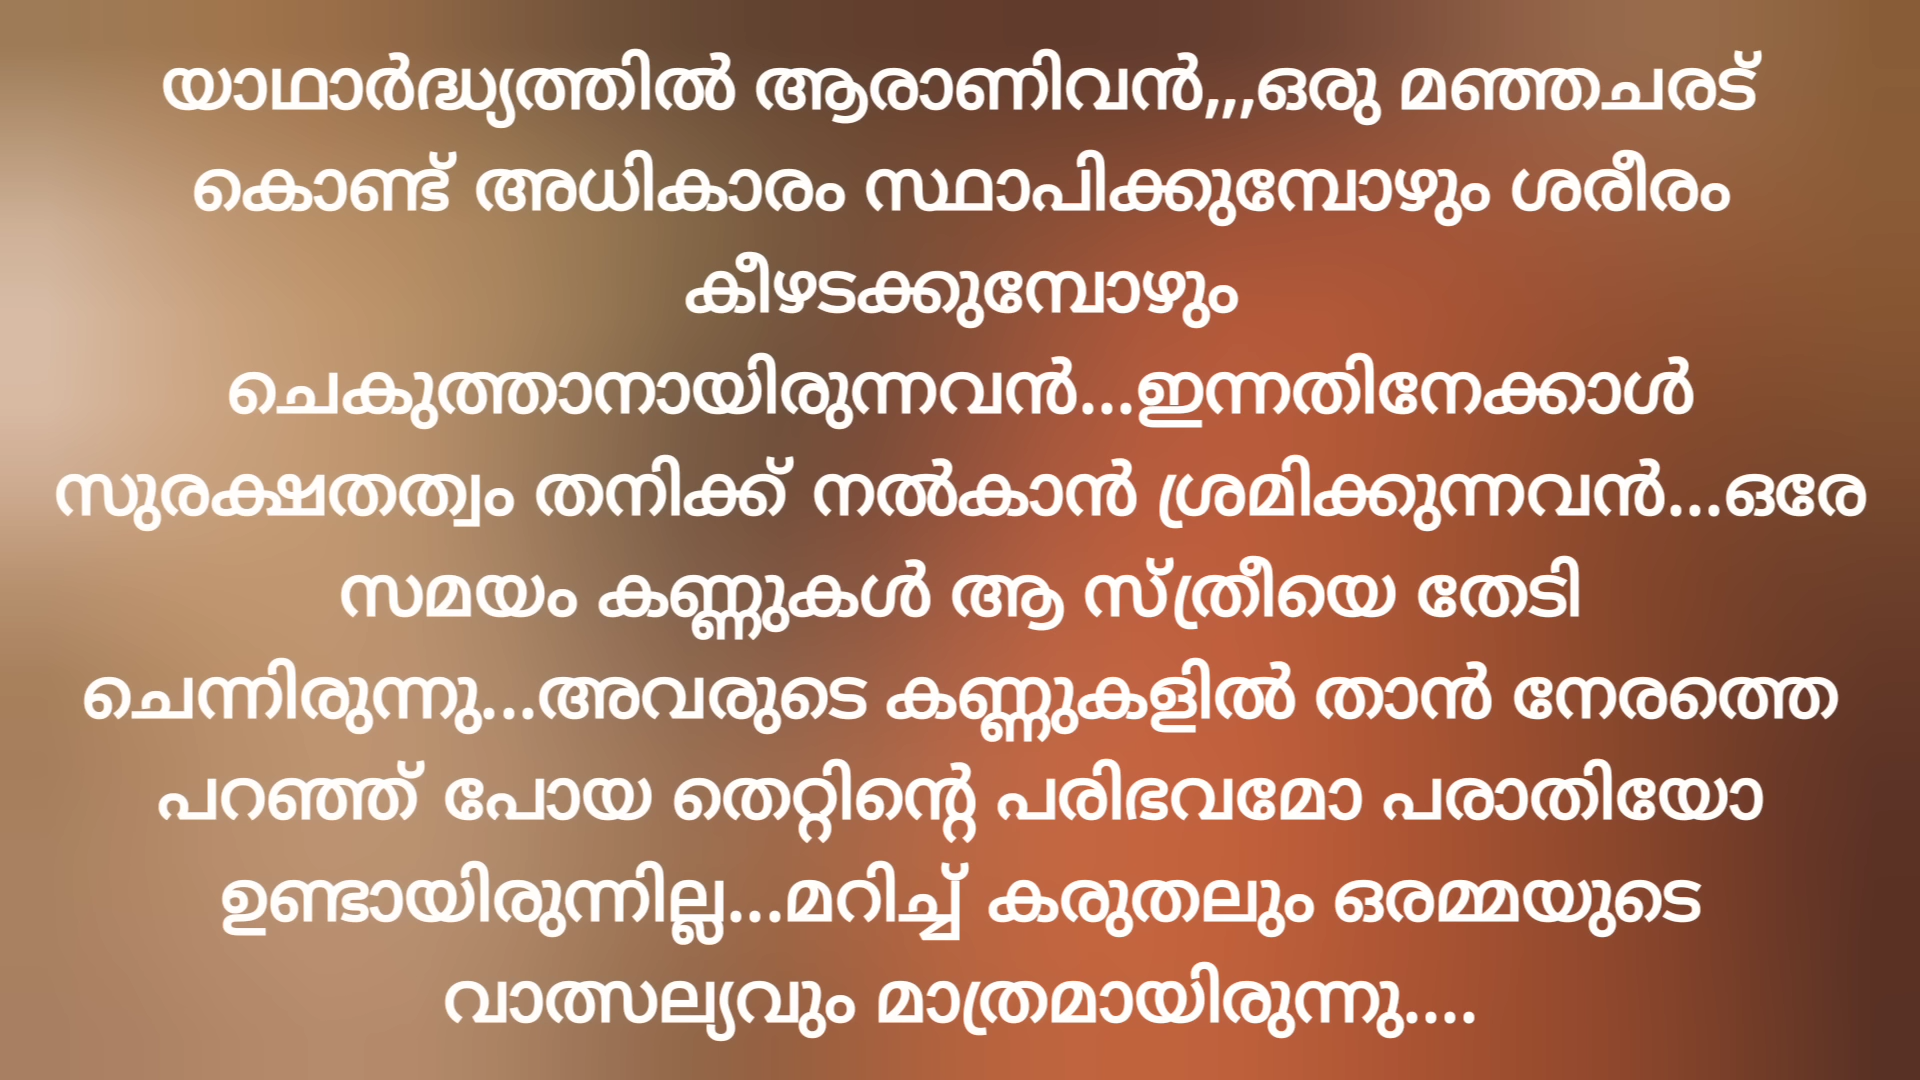 യാഥാർദ്ധ്യത്തിൽ ആരാണിവൻ,,,ഒരു മഞ്ഞചരട്
കൊണ്ട് അധികാരം സ്ഥാപിക്കുമ്പോഴും ശരീരം
കീഴടക്കുമ്പോഴും
ചെകുത്താനായിരുന്നവൻ...ഇന്നതിനേക്കാൾ
സുരക്ഷതത്വം തനിക്ക് നൽകാൻ ശ്രമിക്കുന്നവൻ...ഒരേ
സമയം കണ്ണുകൾ ആ സ്ത്രീയെ തേടി
ചെന്നിരുന്നു...അവരുടെ കണ്ണുകളിൽ താൻ നേരത്തെ
പറഞ്ഞ് പോയ തെറ്റിന്റെ പരിഭവമോ പരാതിയോ
ഉണ്ടായിരുന്നില്ല...മറിച്ച് കരുതലും ഒരമ്മയുടെ
വാത്സല്യവും മാത്രമായിരുന്നു....